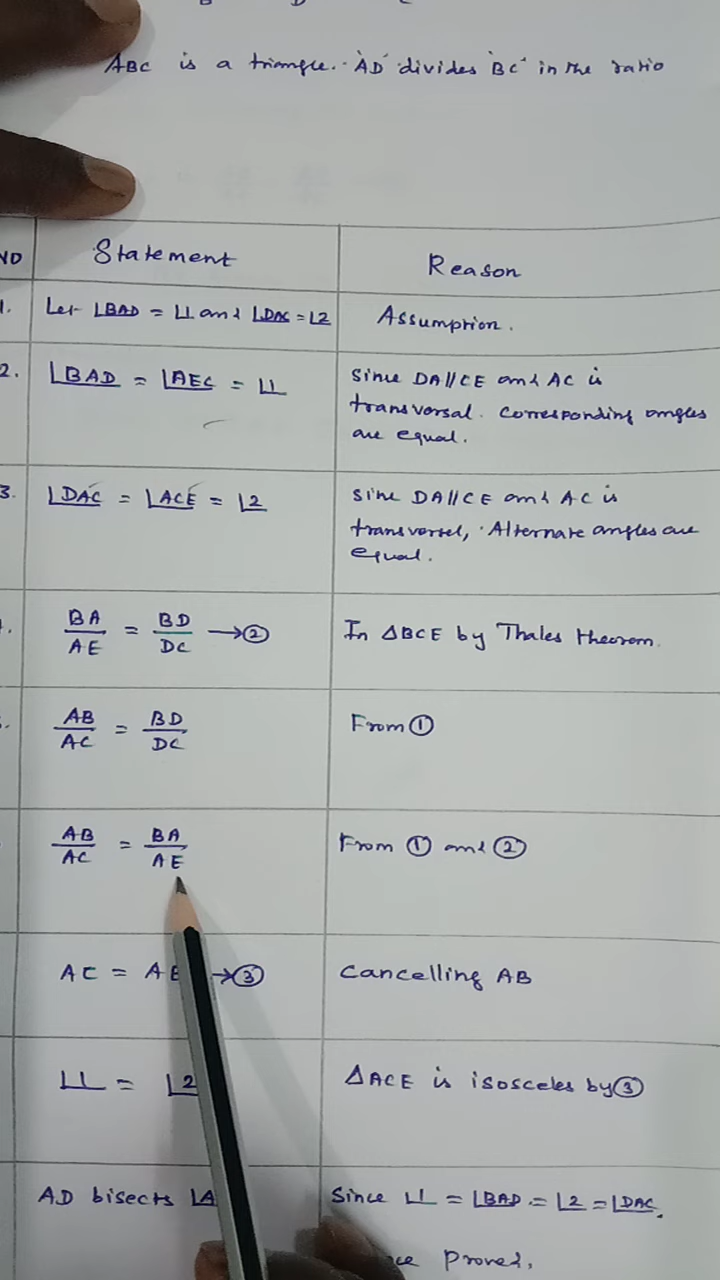 ABC is a triangle. AD divides BC in the ratio
NO Statement Reason
1. Let ∠BAD = ∠1 and ∠DAC = ∠2 Assumption.
2. ∠BAD = ∠AEC = ∠1 Since DA//CE and AC is
transversal. Corresponding angles
are equal.
3. ∠DAC = ∠ACE = ∠2 Sine DA//CE and AC is
transversel, Alternate angles are
equal.
BA/AE = BD/DC → ② In ΔBCE by Thales theorem.
AB/AC = BD/DC From ①
AB/AC = BA/AE From ① and ②
AC = AE → ③ Cancelling AB
∠1 = ∠2 ΔACE is isosceles by ③
AD bisects ∠A Since ∠1 = ∠BAD = ∠2 = ∠DAC.
Proved.